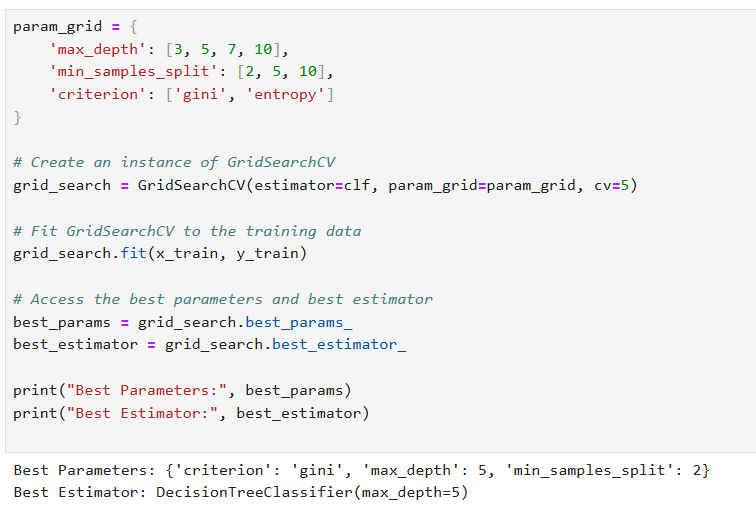 param_grid = {
    'max_depth': [3, 5, 7, 10],
    'min_samples_split': [2, 5, 10],
    'criterion': ['gini', 'entropy']
}
# Create an instance of GridSearchCV
grid_search = GridSearchCV(estimator=clf, param_grid=param_grid, cv=5)
# Fit GridSearchCV to the training data
grid_search.fit(x_train, y_train)
# Access the best parameters and best estimator
best_params = grid_search.best_params_
best_estimator = grid_search.best_estimator_
print("Best Parameters:", best_params)
print("Best Estimator:", best_estimator)
Best Parameters: {'criterion': 'gini', 'max_depth': 5, 'min_samples_split': 2}
Best Estimator: DecisionTreeClassifier(max_depth=5)